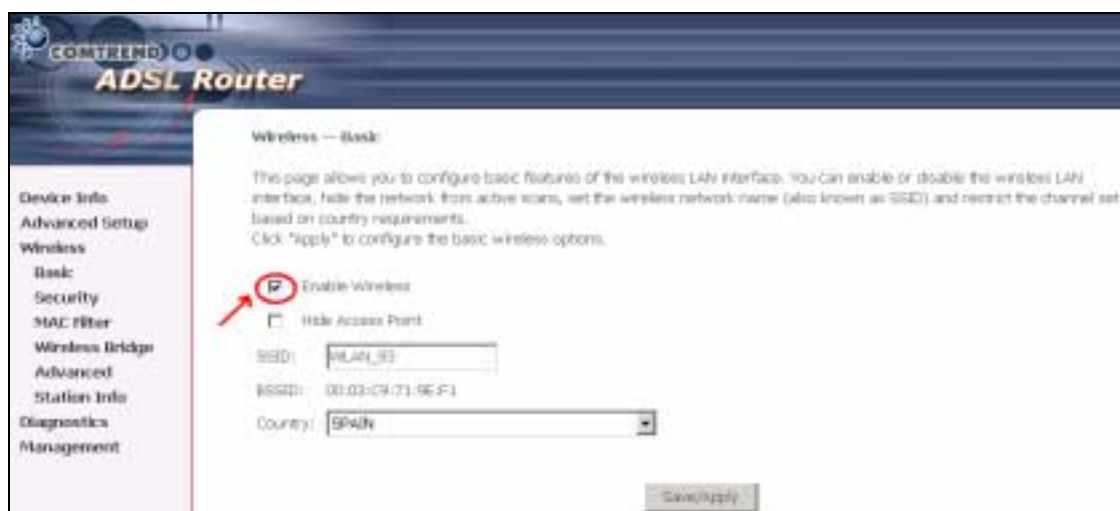 COMTREND
ADSL Router
Device Info
Advanced Setup
Wireless
Basic
Security
MAC Filter
Wireless Bridge
Advanced
Station Info
Diagnostics
Management
Wireless -- Basic
This page allows you to configure basic features of the wireless LAN interface. You can enable or disable the wireless LAN
interface, hide the network from active scans, set the wireless network name (also known as SSID) and restrict the channel set
based on country requirements.
Click "Apply" to configure the basic wireless options.
Enable Wireless
Hide Access Point
SSID: WLAN_93
BSSID:
Country: SPAIN
Save/Apply